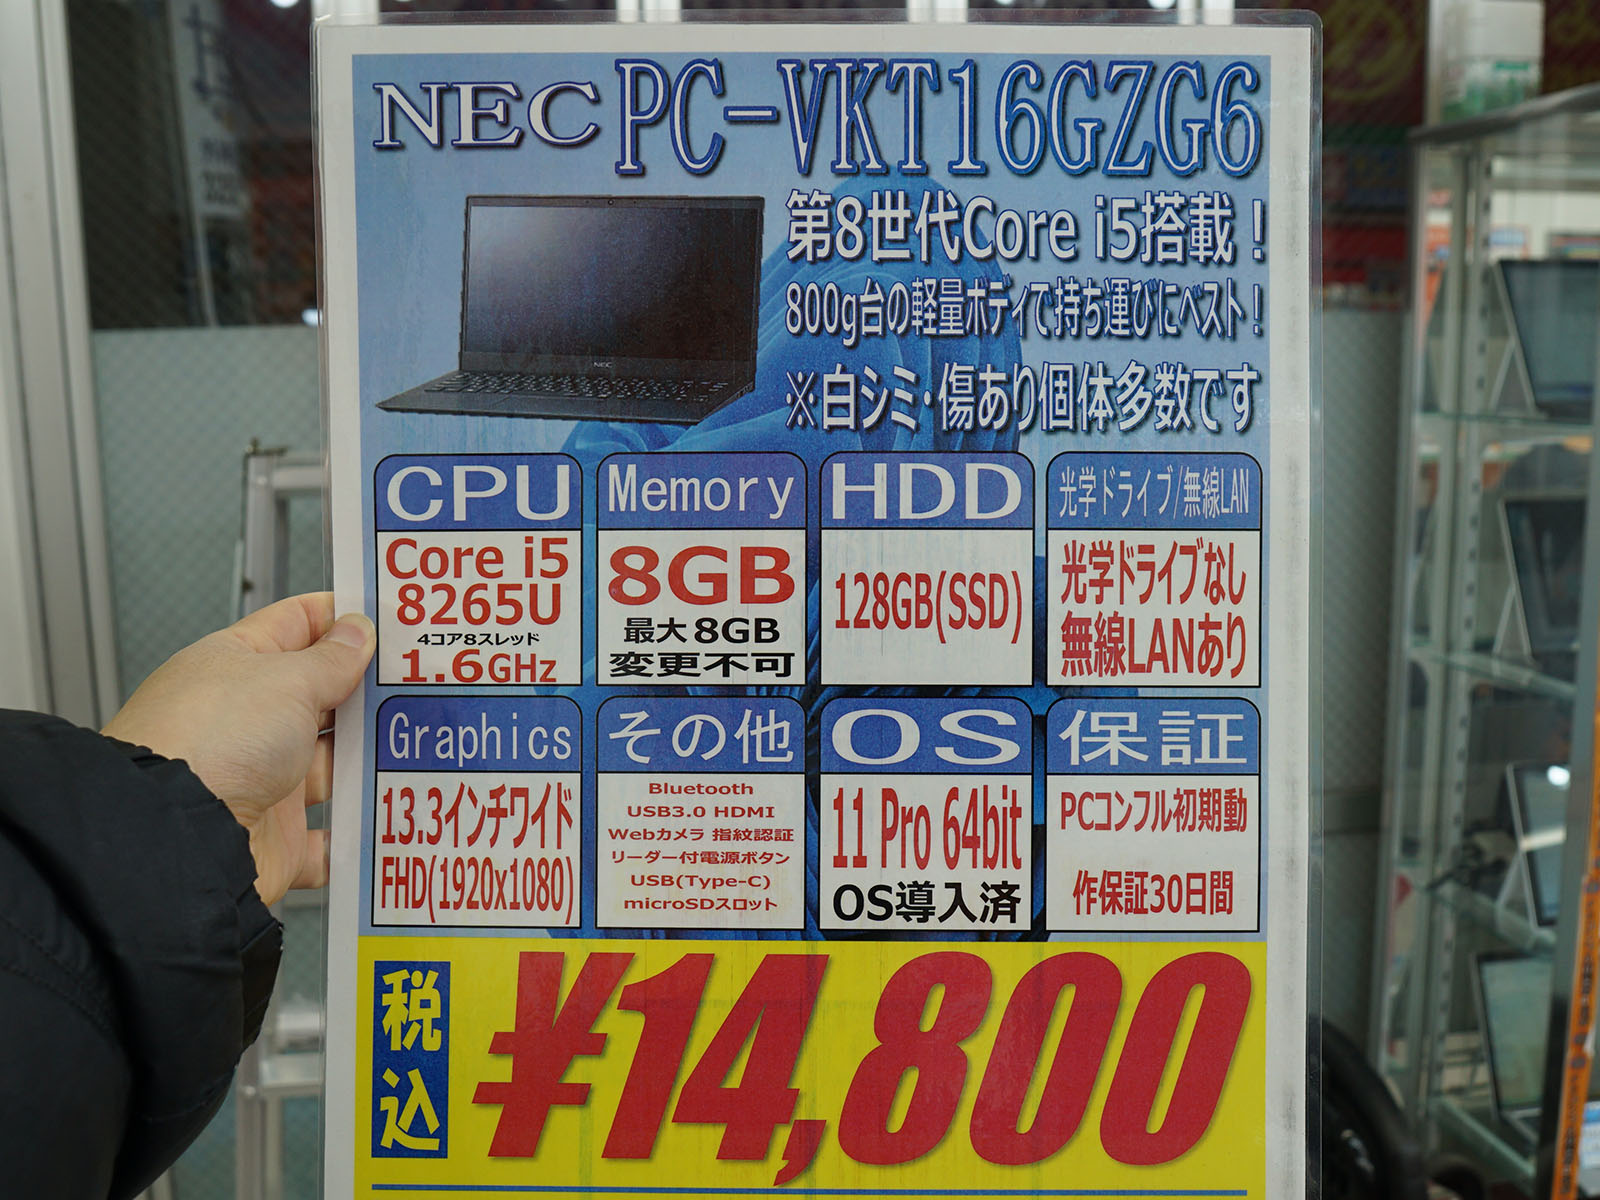 NEC PC-VKT16GZG6
第8世代Core i5搭載！
800g台の軽量ボディで持ち運びにベスト！
※白シミ・傷あり個体多数です
NEC
CPU
Core i5
8265U
4コア8スレッド
1.6GHz
Memory
8GB
最大8GB
変更不可
HDD
128GB(SSD)
光学ドライブ/無線LAN
光学ドライブなし
無線LANあり
Graphics
13.3インチワイド
FHD(1920x1080)
その他
Bluetooth
USB3.0 HDMI
Webカメラ 指紋認証
リーダー付電源ボタン
USB(Type-C)
microSDスロット
OS
11 Pro 64bit
OS導入済
保証
PCコンフル初期動
作保証30日間
税込
¥14,800